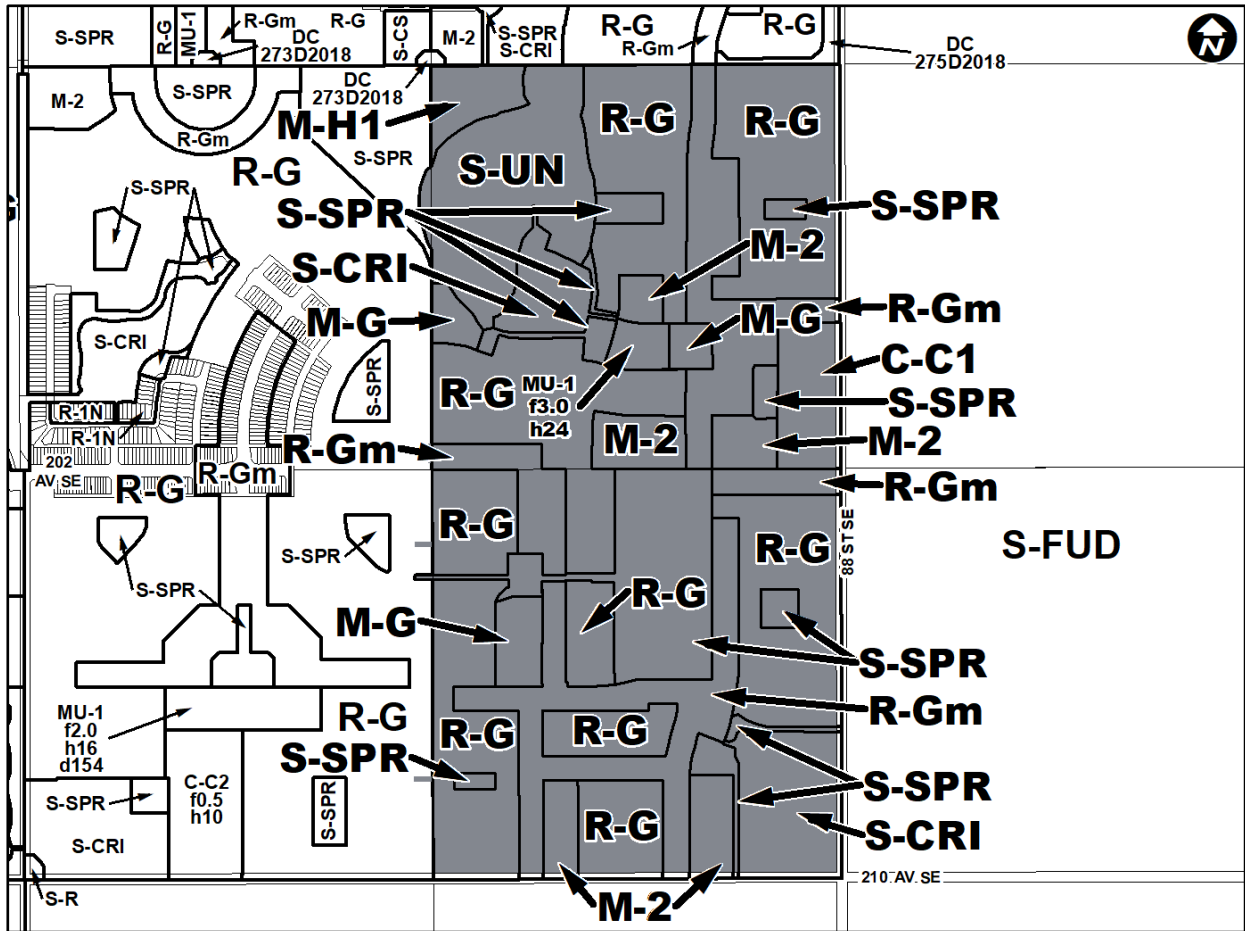 S-SPR
R-G
MU-1
R-Gm
R-G
DC
273D2018
S-CS
M-2
S-SPR
S-CRI
R-G
R-Gm
DC
275D2018
N
M-2
S-SPR
R-Gm
R-G
DC
273D2018
M-H1
S-SPR
R-G
R-G
S-UN
S-SPR
S-SPR
S-SPR
M-2
S-CRI
R-Gm
M-G
M-G
S-CRI
C-C1
S-SPR
R-G
MU-1
f3.0
h24
S-SPR
R-1N
R-1N
M-2
M-2
R-Gm
202
AV SE
R-G
R-Gm
R-Gm
R-G
R-G
88 ST SE
S-FUD
S-SPR
S-SPR
R-G
M-G
S-SPR
R-Gm
MU-1
f2.0
h16
d154
R-G
R-G
R-G
S-SPR
S-SPR
C-C2
f0.5
h10
S-SPR
S-SPR
R-G
S-CRI
S-CRI
210 AV SE
S-R
M-2